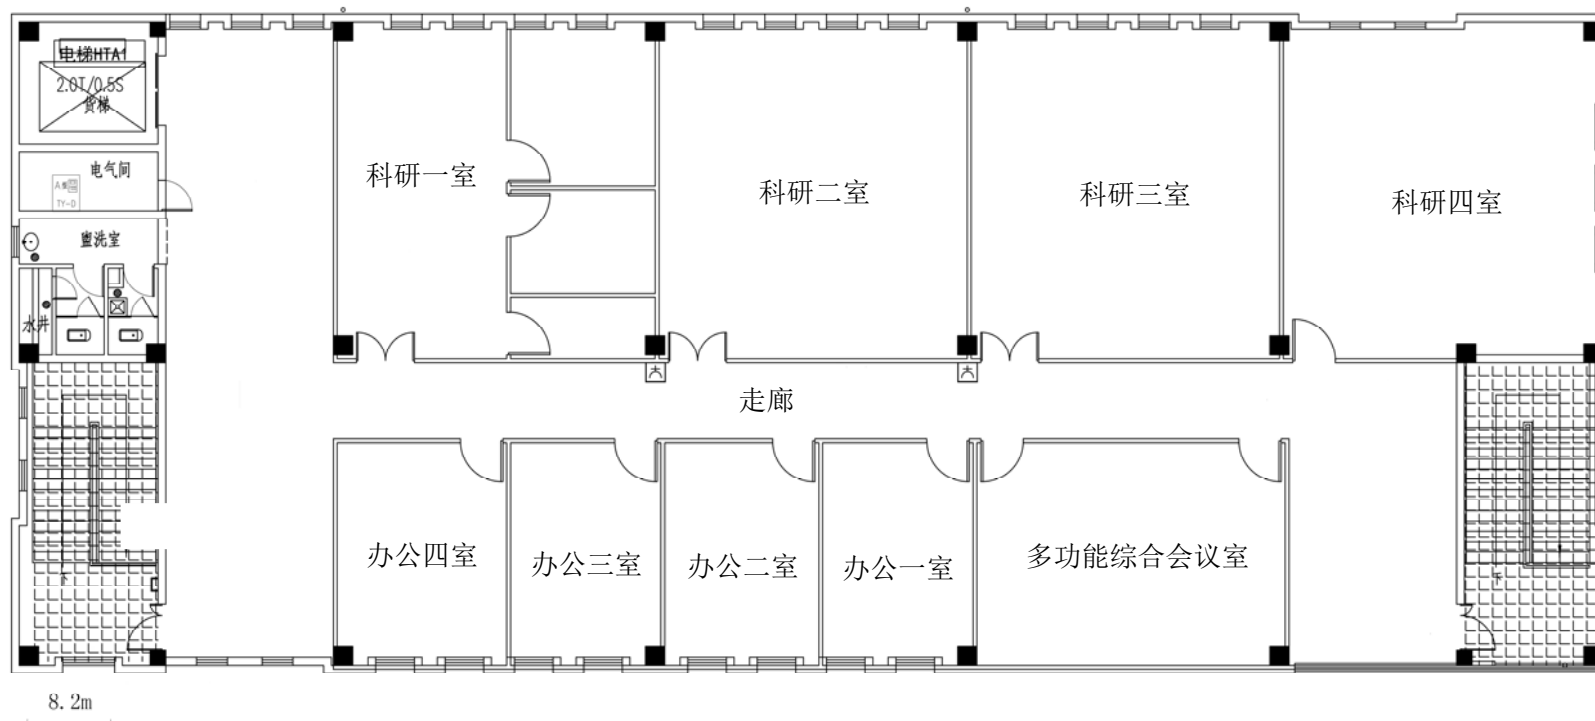 电梯HTA1
2.0T/0.5S
货梯
电气间
TY-D
盥洗室
水井
科研一室
科研二室
科研三室
科研四室
走廊
办公四室
办公三室
办公二室
办公一室
多功能综合会议室
下
下
8.2m